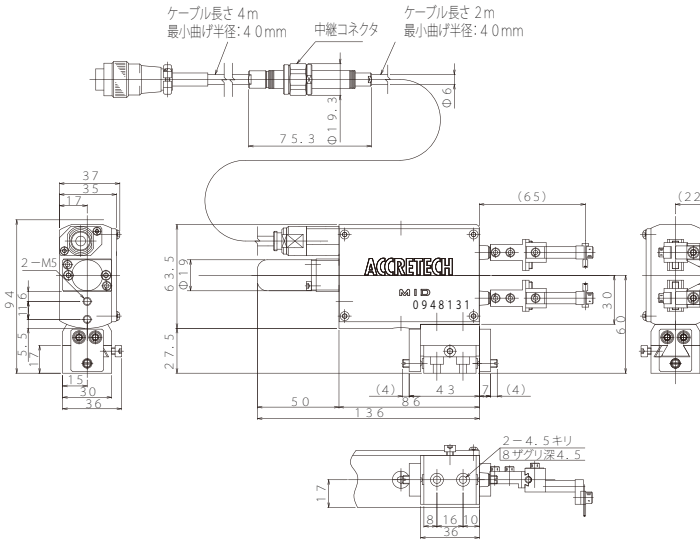 ケーブル長さ4m
最小曲げ半径:40mm
中継コネクタ
ケーブル長さ2m
最小曲げ半径:40mm
Φ6
Φ19.3
75.3
37
35
17
(65)
(22
2-M5
94
11.6
5.5
17
15
30
36
63.5
Φ19
27.5
ACCRETECH
MID
0948131
30
60
(4)
43
7
(4)
50
86
136
2-4.5キリ
8ザグリ深4.5
17
8
16
10
36